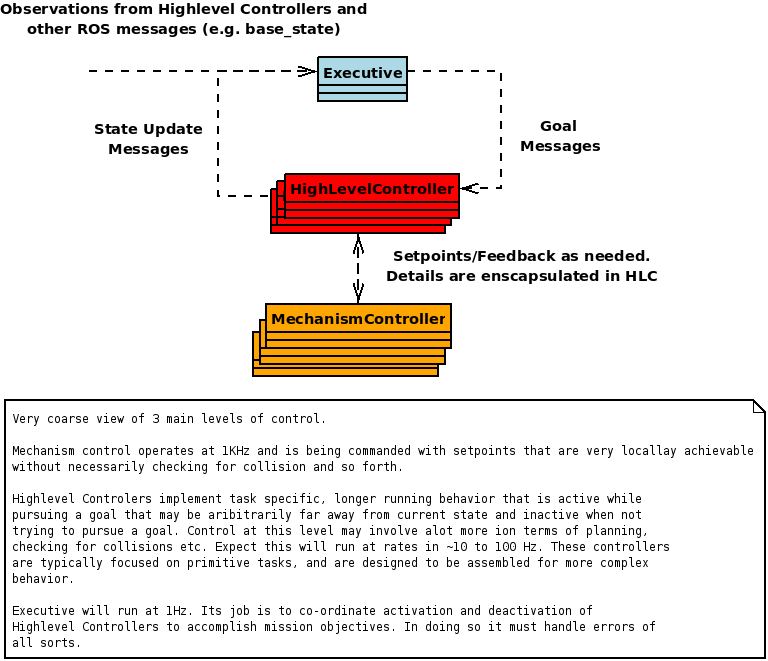 Observations from Highlevel Controllers and
other ROS messages (e.g. base_state)
Executive
State Update
Messages
Goal
Messages
HighLevelController
Setpoints/Feedback as needed.
Details are enscapsulated in HLC
MechanismController
Very coarse view of 3 main levels of control.
Mechanism control operates at 1KHz and is being commanded with setpoints that are very locallay achievable
without necessarily checking for collision and so forth.
Highlevel Controlers implement task specific, longer running behavior that is active while
pursuing a goal that may be aribitrarily far away from current state and inactive when not
trying to pursue a goal. Control at this level may involve alot more ion terms of planning,
checking for collisions etc. Expect this will run at rates in ~10 to 100 Hz. These controllers
are typically focused on primitive tasks, and are designed to be assembled for more complex
behavior.
Executive will run at 1Hz. Its job is to co-ordinate activation and deactivation of
Highlevel Controllers to accomplish mission objectives. In doing so it must handle errors of
all sorts.